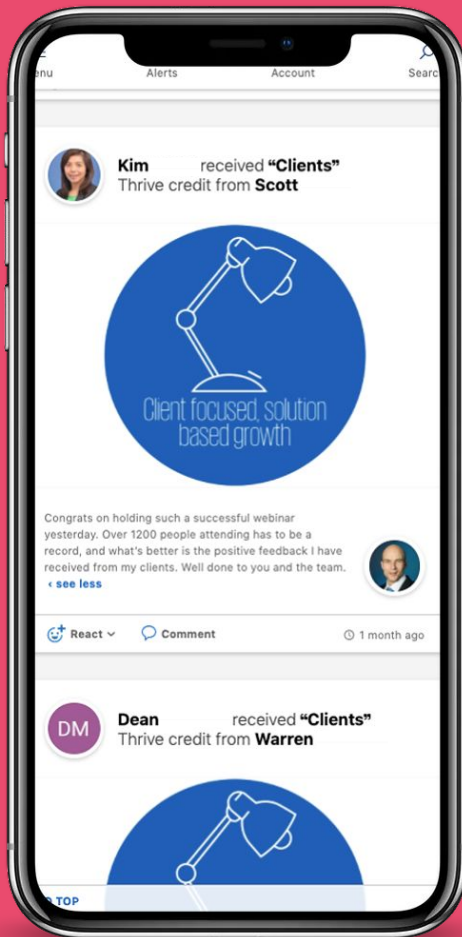 enu Alerts Account Searc
Kim received “Clients”
Thrive credit from Scott
Client focused, solution
based growth
Congrats on holding such a successful webinar
yesterday. Over 1200 people attending has to be a
record, and what's better is the positive feedback I have
received from my clients. Well done to you and the team.
‹ see less
React Comment 1 month ago
DM
Dean received “Clients”
Thrive credit from Warren
TOP